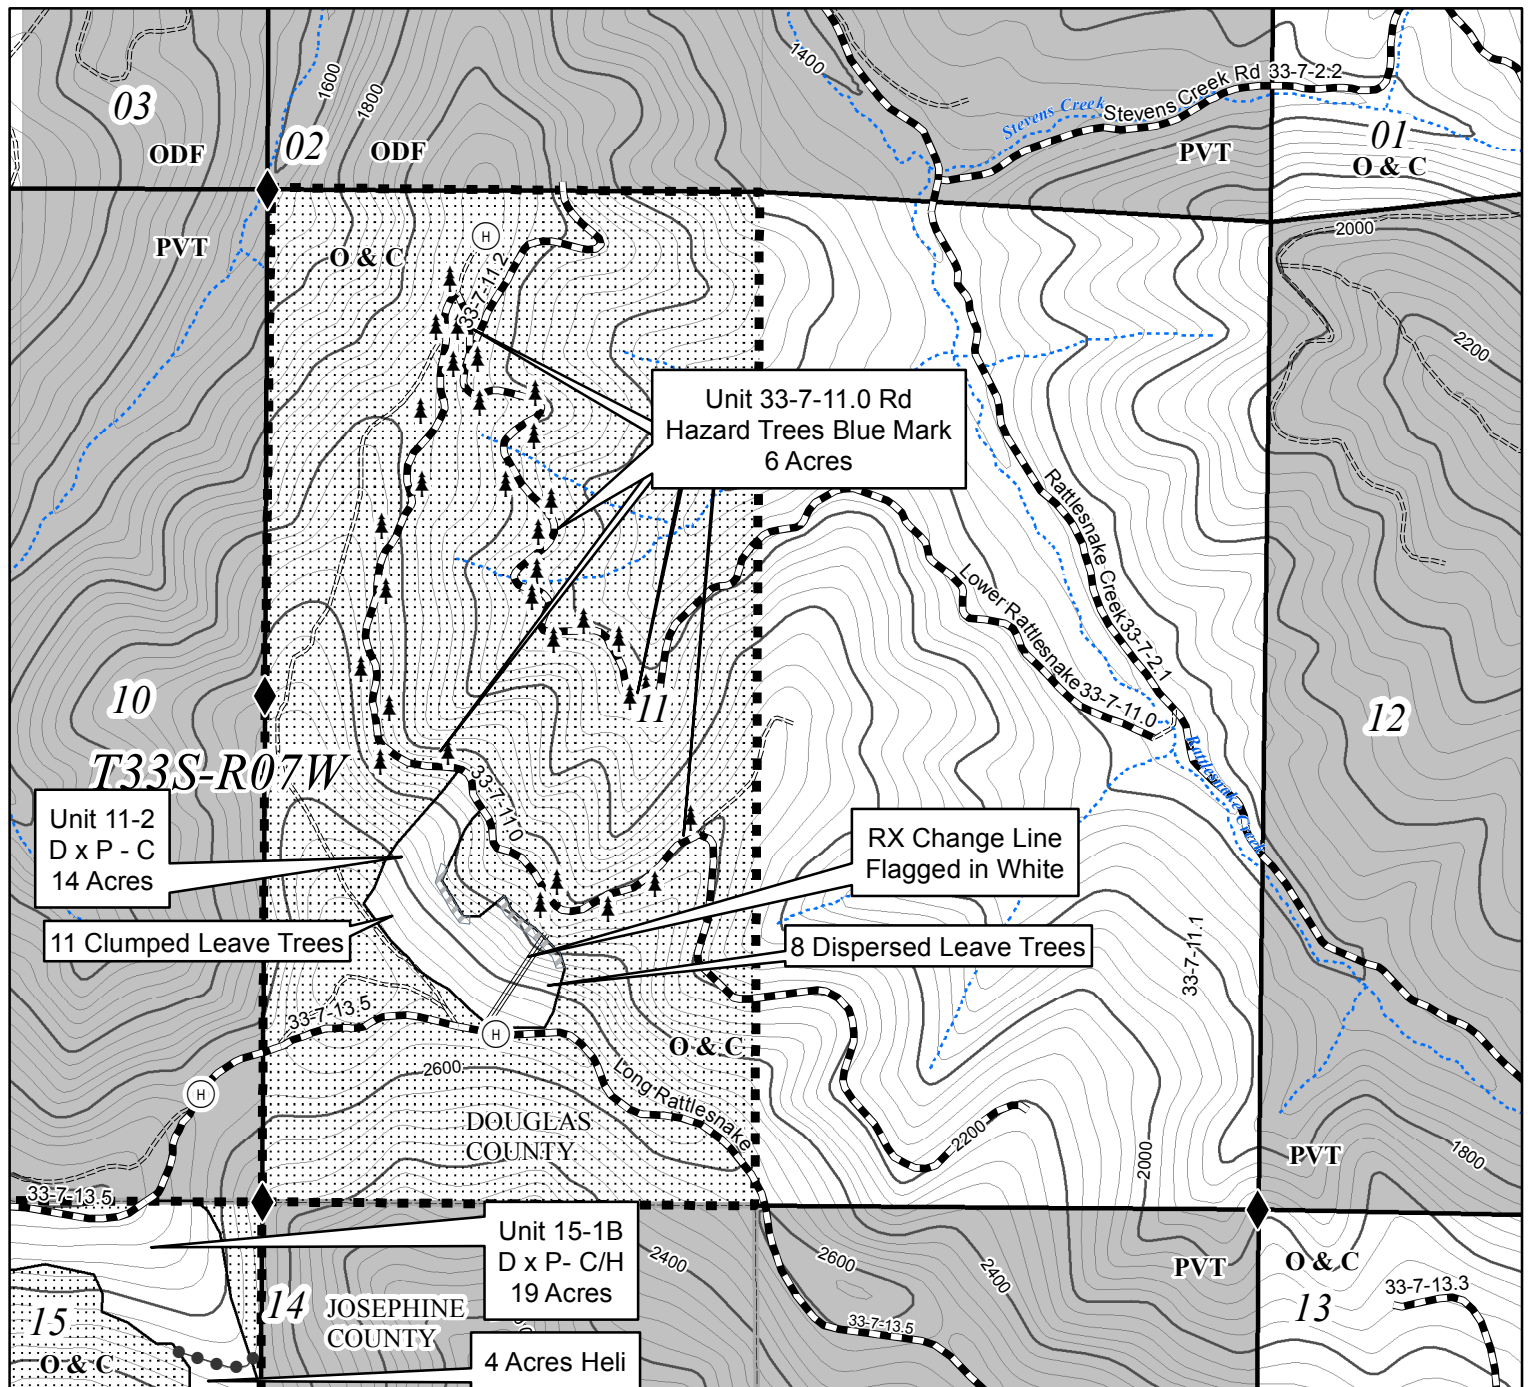 03
ODF
02
1600
1800
ODF
1400
Stevens Creek
Stevens Creek Rd 33-7-2.2
PVT
01
O & C
PVT
O & C
H
33-7-11.2
2000
2200
Unit 33-7-11.0 Rd
Hazard Trees Blue Mark
6 Acres
Rattlesnake Creek 33-7-2.1
Lower Rattlesnake 33-7-11.0
10
11
12
T33S-R07W
Rattlesnake Creek
Unit 11-2
D x P - C
14 Acres
33-7-11.0
RX Change Line
Flagged in White
11 Clumped Leave Trees
8 Dispersed Leave Trees
33-7-11.1
33-7-13.5
H
O & C
2600
Long Rattlesnake
H
DOUGLAS
COUNTY
2200
2000
PVT
1800
33-7-13.5
Unit 15-1B
D x P- C/H
19 Acres
2400
2600
2400
PVT
O & C
13
33-7-13.3
15
O & C
14
JOSEPHINE
COUNTY
33-7-13.5
4 Acres Heli